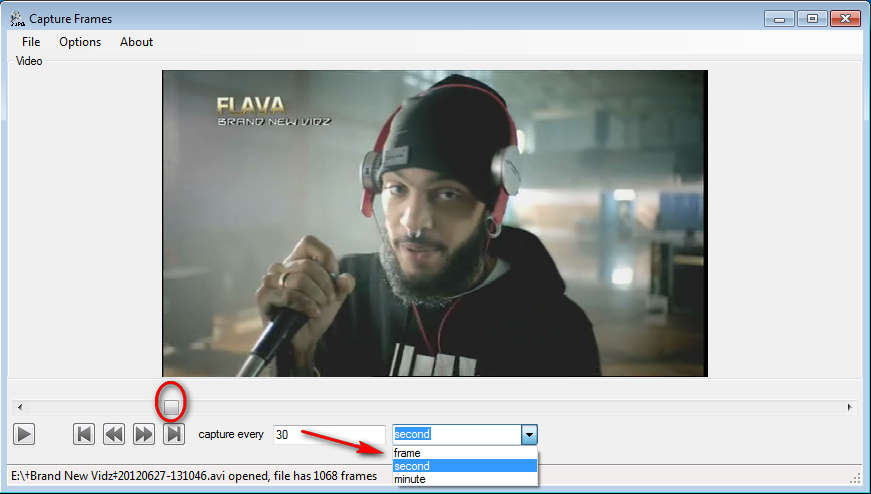 Capture Frames
File Options About
Video
FLAVA
BRAND NEW VIDZ
capture every 30 second
frame
second
minute
E:\+Brand New Vidz‡20120627-131046.avi opened, file has 1068 frames